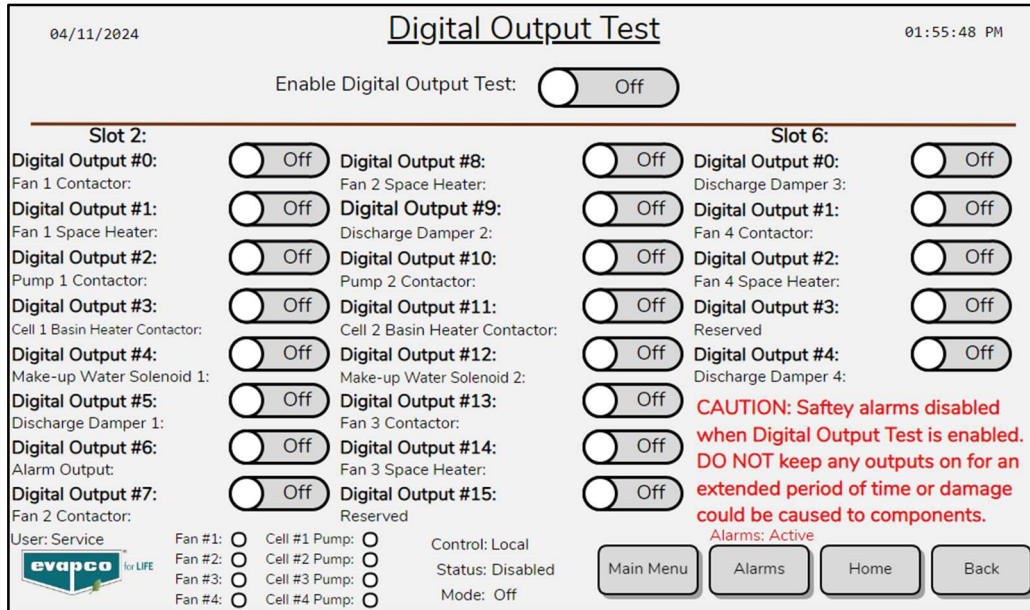 04/11/2024
Digital Output Test
01:55:48 PM
Enable Digital Output Test:
Off
Slot 2:
Digital Output #0:
Off
Fan 1 Contactor:
Digital Output #1:
Off
Fan 1 Space Heater:
Digital Output #2:
Off
Pump 1 Contactor:
Digital Output #3:
Off
Cell 1 Basin Heater Contactor:
Digital Output #4:
Off
Make-up Water Solenoid 1:
Digital Output #5:
Off
Discharge Damper 1:
Digital Output #6:
Off
Alarm Output:
Digital Output #7:
Off
Fan 2 Contactor:
Digital Output #8:
Off
Fan 2 Space Heater:
Digital Output #9:
Off
Discharge Damper 2:
Digital Output #10:
Off
Pump 2 Contactor:
Digital Output #11:
Off
Cell 2 Basin Heater Contactor:
Digital Output #12:
Off
Make-up Water Solenoid 2:
Digital Output #13:
Off
Fan 3 Contactor:
Digital Output #14:
Off
Fan 3 Space Heater:
Digital Output #15:
Off
Reserved
Slot 6:
Digital Output #0:
Off
Discharge Damper 3:
Digital Output #1:
Off
Fan 4 Contactor:
Digital Output #2:
Off
Fan 4 Space Heater:
Digital Output #3:
Off
Reserved
Digital Output #4:
Off
Discharge Damper 4:
CAUTION: Saftey alarms disabled
when Digital Output Test is enabled.
DO NOT keep any outputs on for an
extended period of time or damage
could be caused to components.
User: Service
evapco for LIFE
Fan #1:
Fan #2:
Fan #3:
Fan #4:
Cell #1 Pump:
Cell #2 Pump:
Cell #3 Pump:
Cell #4 Pump:
Control: Local
Status: Disabled
Mode: Off
Alarms: Active
Main Menu
Alarms
Home
Back